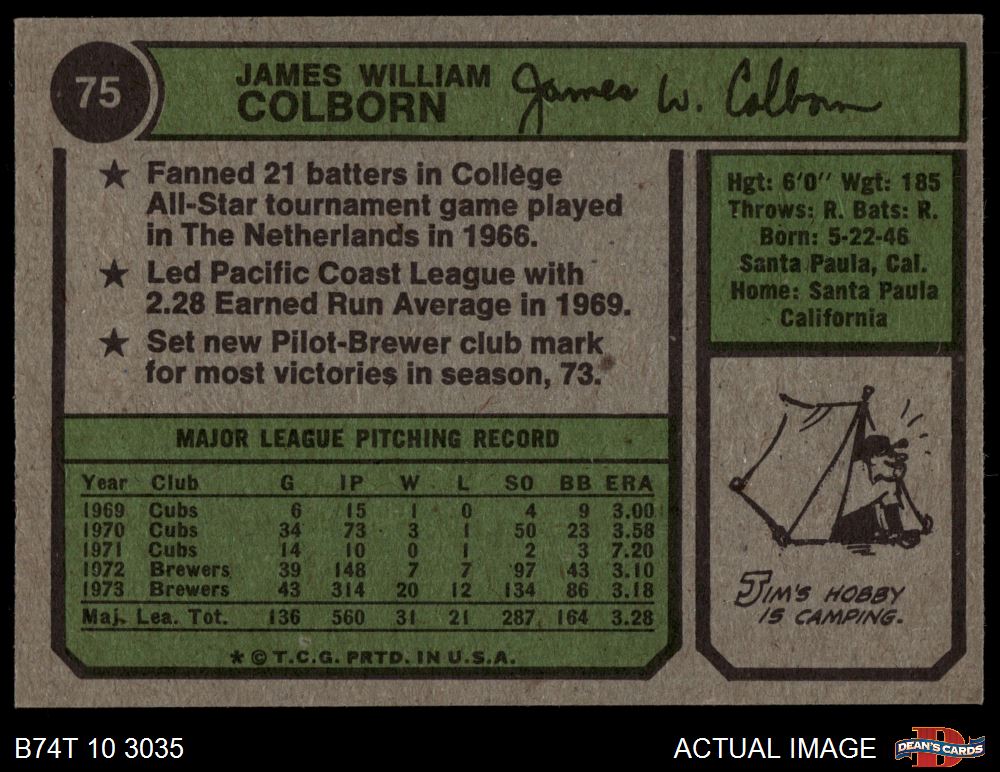 75
JAMES WILLIAM
COLBORN
James W. Colborn
★ Fanned 21 batters in College
All-Star tournament game played
in The Netherlands in 1966.
★ Led Pacific Coast League with
2.28 Earned Run Average in 1969.
★ Set new Pilot-Brewer club mark
for most victories in season, 73.
Hgt: 6'0" Wgt: 185
Throws: R. Bats: R.
Born: 5-22-46
Santa Paula, Cal.
Home: Santa Paula
California
MAJOR LEAGUE PITCHING RECORD
Year Club G IP W L SO BB ERA
1969 Cubs 6 15 1 0 4 9 3.00
1970 Cubs 34 73 3 1 50 23 3.58
1971 Cubs 14 10 0 1 2 3 7.20
1972 Brewers 39 148 7 7 97 43 3.10
1973 Brewers 43 314 20 12 134 86 3.18
Maj. Lea. Tot. 136 560 31 21 287 164 3.28
* © T.C.G. PRTD. IN U.S.A.
JIM'S HOBBY
IS CAMPING.
B74T 10 3035
ACTUAL IMAGE
D
DEAN'S CARDS